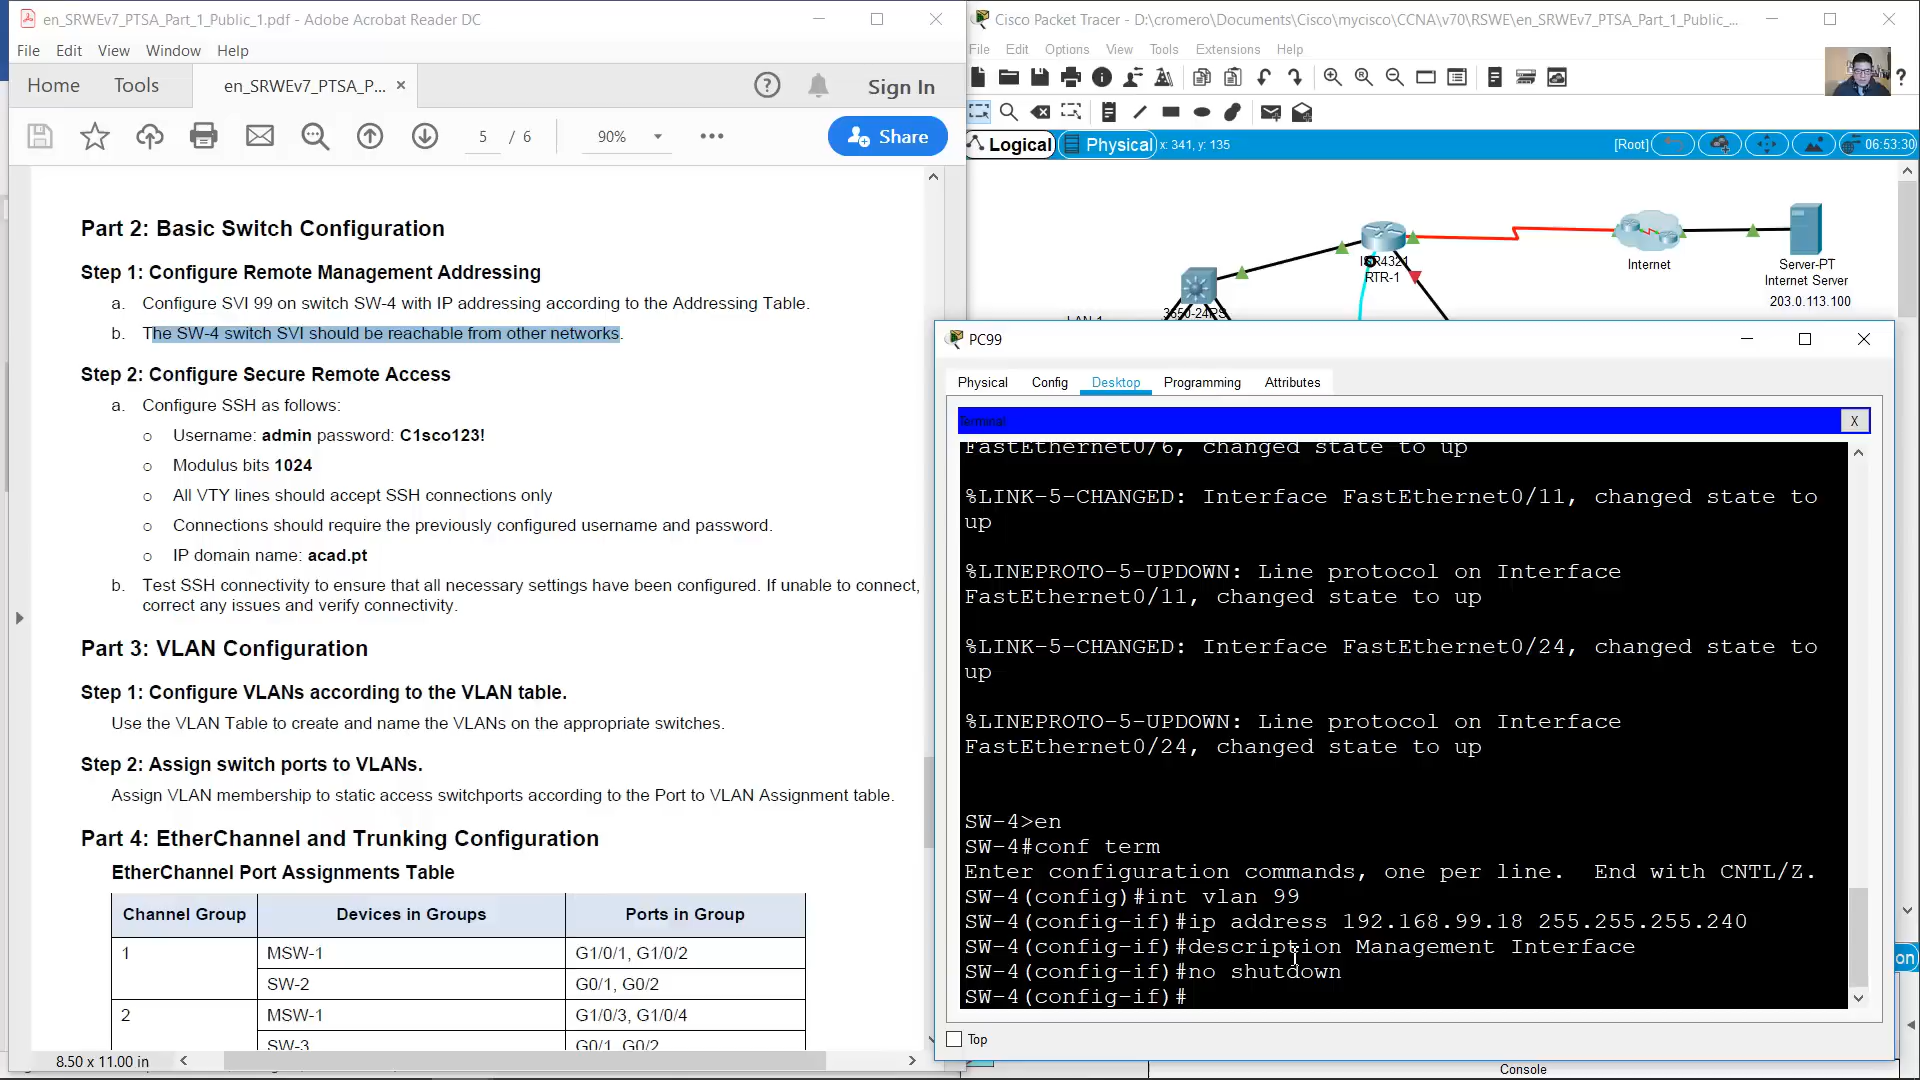 en_SRWEv7_PTSA_Part_1_Public_1.pdf - Adobe Acrobat Reader DC
File Edit View Window Help
Home Tools en_SRWEv7_PTSA_P... × Sign In
5 / 6 90% Share
Part 2: Basic Switch Configuration
Step 1: Configure Remote Management Addressing
a. Configure SVI 99 on switch SW-4 with IP addressing according to the Addressing Table.
b. The SW-4 switch SVI should be reachable from other networks.
Step 2: Configure Secure Remote Access
a. Configure SSH as follows:
o Username: admin password: C1sco123!
o Modulus bits 1024
o All VTY lines should accept SSH connections only
o Connections should require the previously configured username and password.
o IP domain name: acad.pt
b. Test SSH connectivity to ensure that all necessary settings have been configured. If unable to connect,
correct any issues and verify connectivity.
Part 3: VLAN Configuration
Step 1: Configure VLANs according to the VLAN table.
Use the VLAN Table to create and name the VLANs on the appropriate switches.
Step 2: Assign switch ports to VLANs.
Assign VLAN membership to static access switchports according to the Port to VLAN Assignment table.
Part 4: EtherChannel and Trunking Configuration
EtherChannel Port Assignments Table
Channel Group Devices in Groups Ports in Group
1 MSW-1 G1/0/1, G1/0/2
SW-2 G0/1, G0/2
2 MSW-1 G1/0/3, G1/0/4
SW-3 G0/1, G0/2
8.50 x 11.00 in
Cisco Packet Tracer - D:\cromero\Documents\Cisco\mycisco\CCNA\v70\RSWE\en_SRWEv7_PTSA_Part_1_Public_...
File Edit Options View Tools Extensions Help
?
Logical Physical x: 341, y: 135 [Root] 06:53:30
ISR4321
RTR-1
Internet
Server-PT
Internet Server
203.0.113.100
3650-24PS
LAN-1
PC99
Physical Config Desktop Programming Attributes
Terminal X
FastEthernet0/6, changed state to up
%LINK-5-CHANGED: Interface FastEthernet0/11, changed state to
up
%LINEPROTO-5-UPDOWN: Line protocol on Interface
FastEthernet0/11, changed state to up
%LINK-5-CHANGED: Interface FastEthernet0/24, changed state to
up
%LINEPROTO-5-UPDOWN: Line protocol on Interface
FastEthernet0/24, changed state to up
SW-4>en
SW-4#conf term
Enter configuration commands, one per line. End with CNTL/Z.
SW-4(config)#int vlan 99
SW-4(config-if)#ip address 192.168.99.18 255.255.255.240
SW-4(config-if)#description Management Interface
SW-4(config-if)#no shutdown
SW-4(config-if)#
Top
on
Console